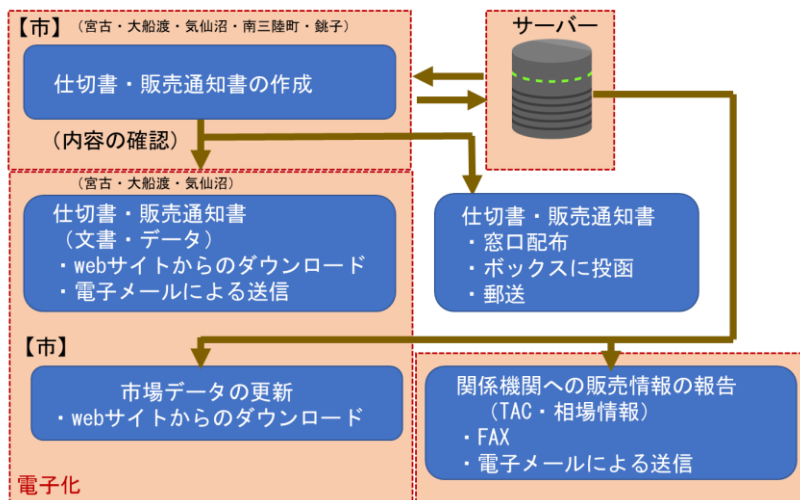 【市】(宮古・大船渡・気仙沼・南三陸町・銚子)
サーバー
仕切書・販売通知書の作成
(内容の確認)
(宮古・大船渡・気仙沼)
仕切書・販売通知書
(文書・データ)
・webサイトからのダウンロード
・電子メールによる送信
仕切書・販売通知書
・窓口配布
・ボックスに投函
・郵送
【市】
市場データの更新
・webサイトからのダウンロード
関係機関への販売情報の報告
(TAC・相場情報)
・FAX
・電子メールによる送信
電子化